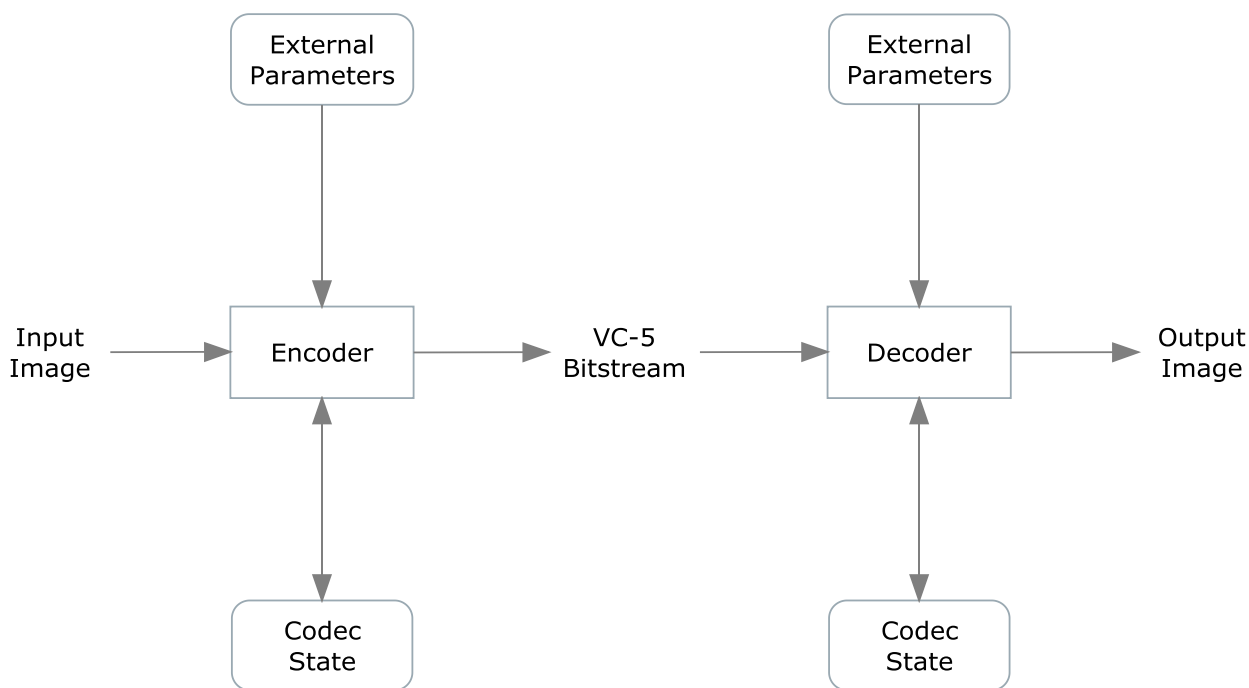 External
Parameters
External
Parameters
Input
Image
Encoder
VC-5
Bitstream
Decoder
Output
Image
Codec
State
Codec
State